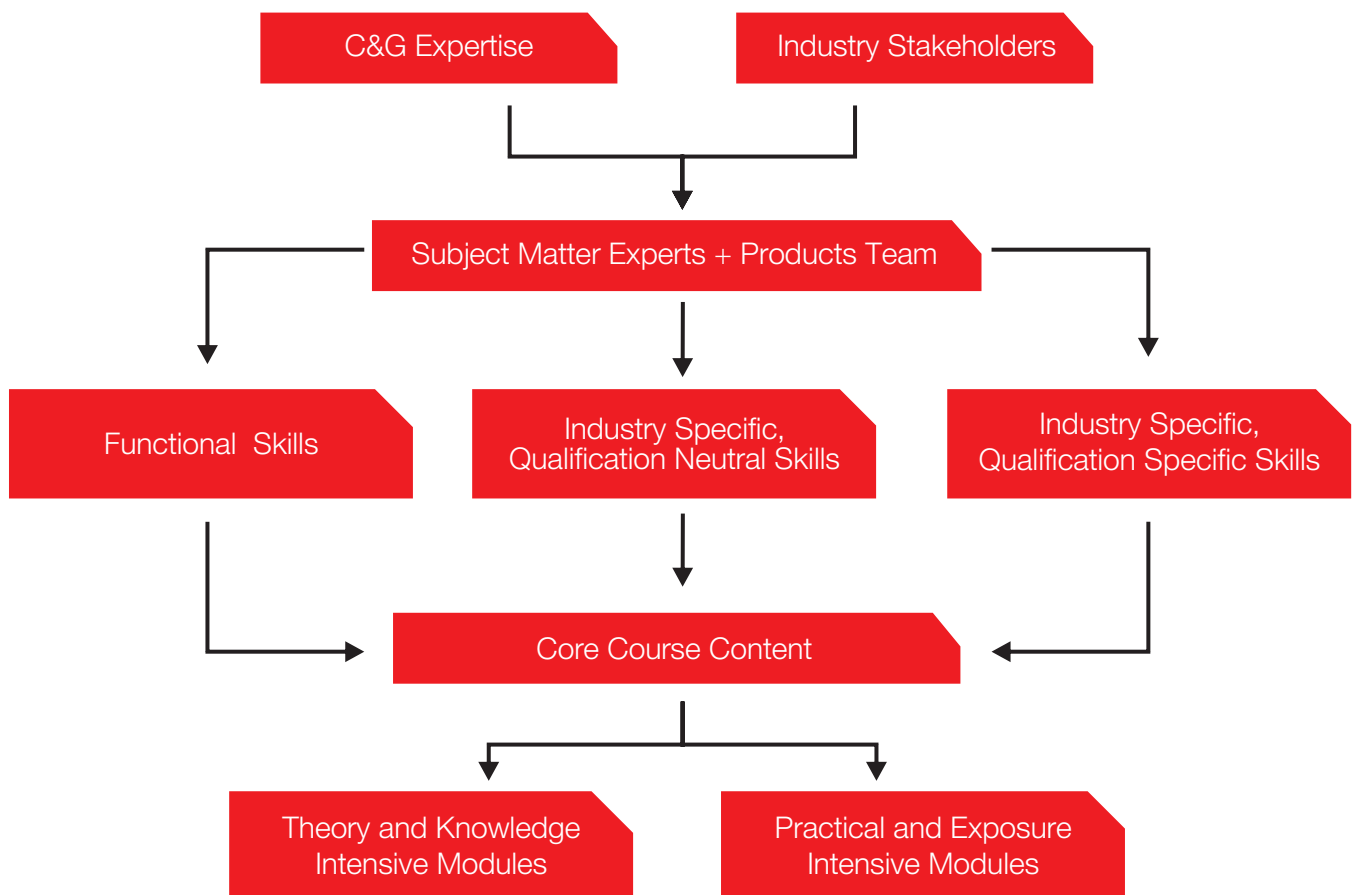 C&G Expertise
Industry Stakeholders
Subject Matter Experts + Products Team
Functional Skills
Industry Specific,
Qualification Neutral Skills
Industry Specific,
Qualification Specific Skills
Core Course Content
Theory and Knowledge
Intensive Modules
Practical and Exposure
Intensive Modules